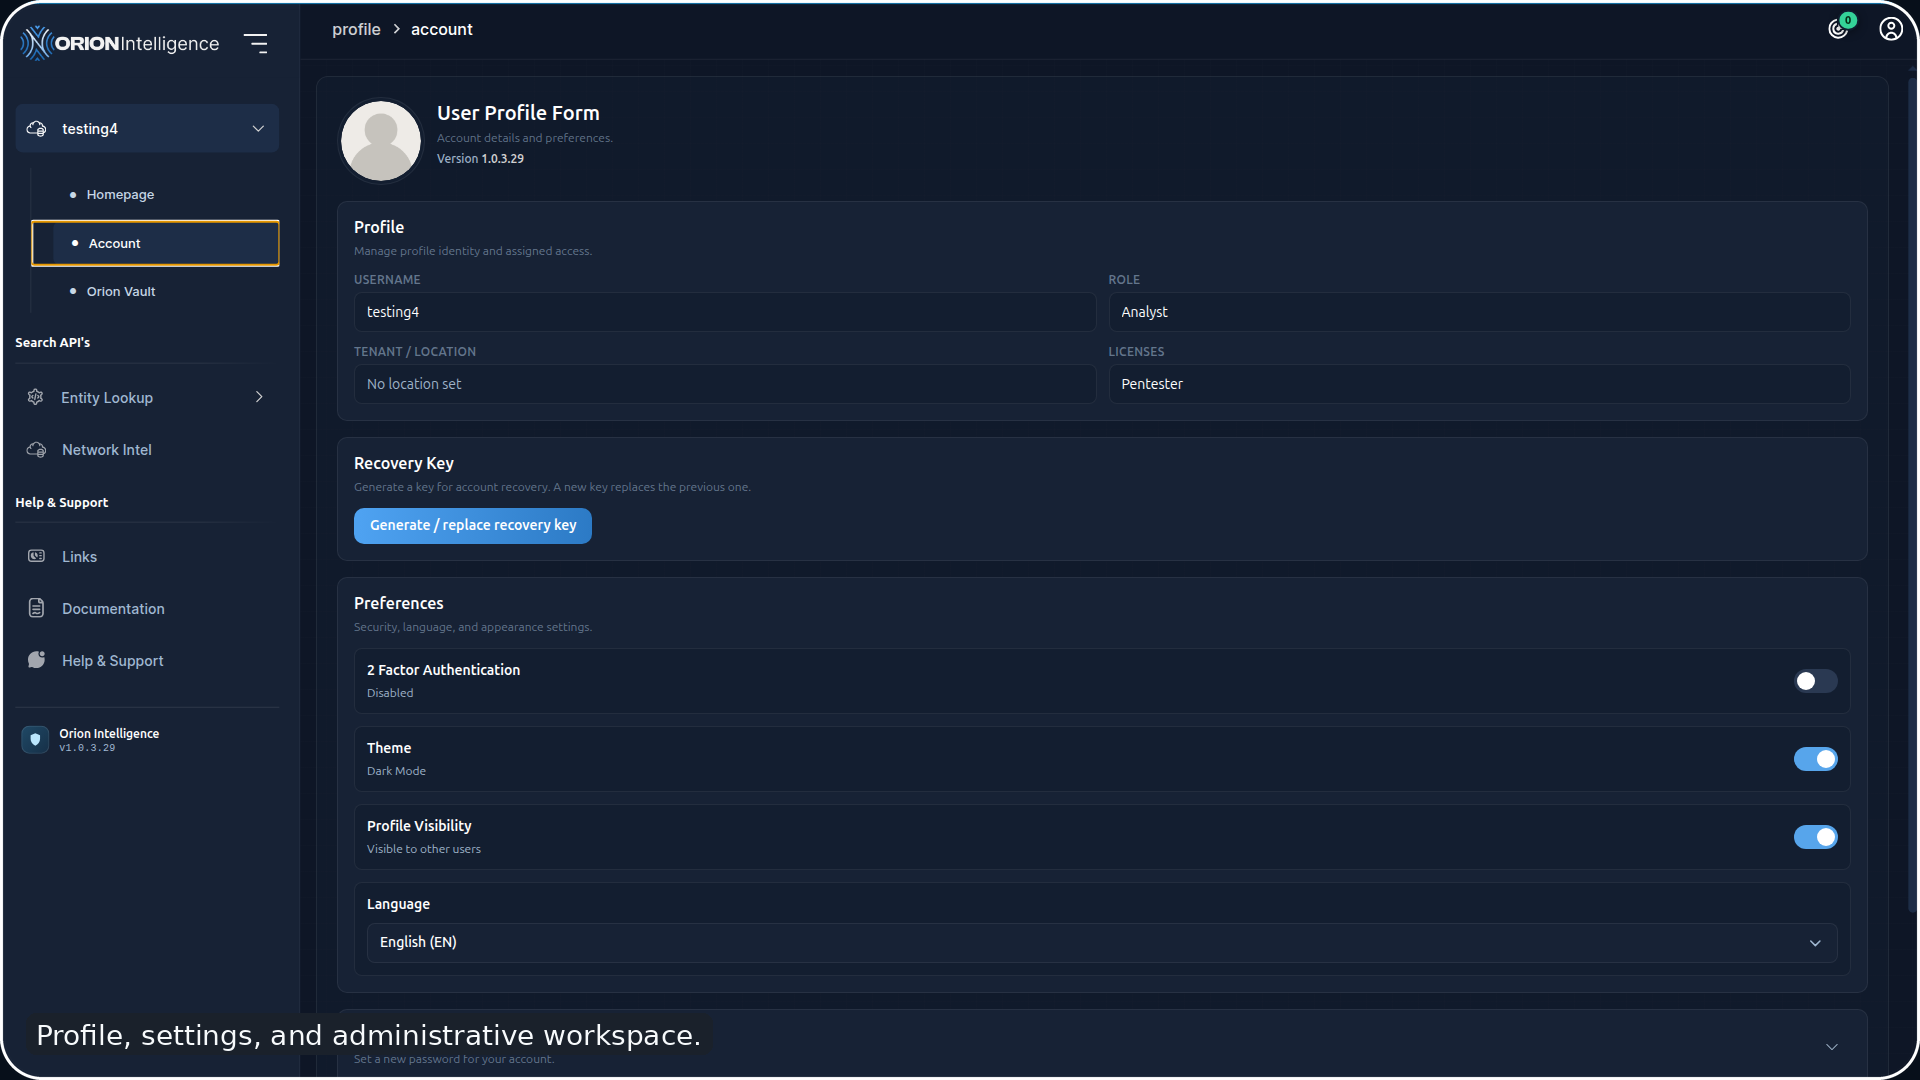 ORIONIntelligence
testing4
Homepage
Account
Orion Vault
Search API's
Entity Lookup
Network Intel
Help & Support
Links
Documentation
Help & Support
Orion Intelligence
v1.0.3.29
profile > account
0
User Profile Form
Account details and preferences.
Version 1.0.3.29
Profile
Manage profile identity and assigned access.
USERNAME
testing4
ROLE
Analyst
TENANT / LOCATION
No location set
LICENSES
Pentester
Recovery Key
Generate a key for account recovery. A new key replaces the previous one.
Generate / replace recovery key
Preferences
Security, language, and appearance settings.
2 Factor Authentication
Disabled
Theme
Dark Mode
Profile Visibility
Visible to other users
Language
English (EN)
Profile, settings, and administrative workspace.
Set a new password for your account.